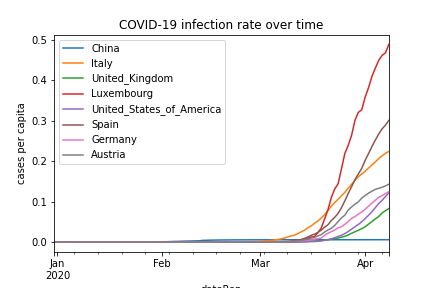 COVID-19 infection rate over time
cases per capita
0.5
0.4
0.3
0.2
0.1
0.0
China
Italy
United_Kingdom
Luxembourg
United_States_of_America
Spain
Germany
Austria
Jan
2020
Feb
Mar
Apr